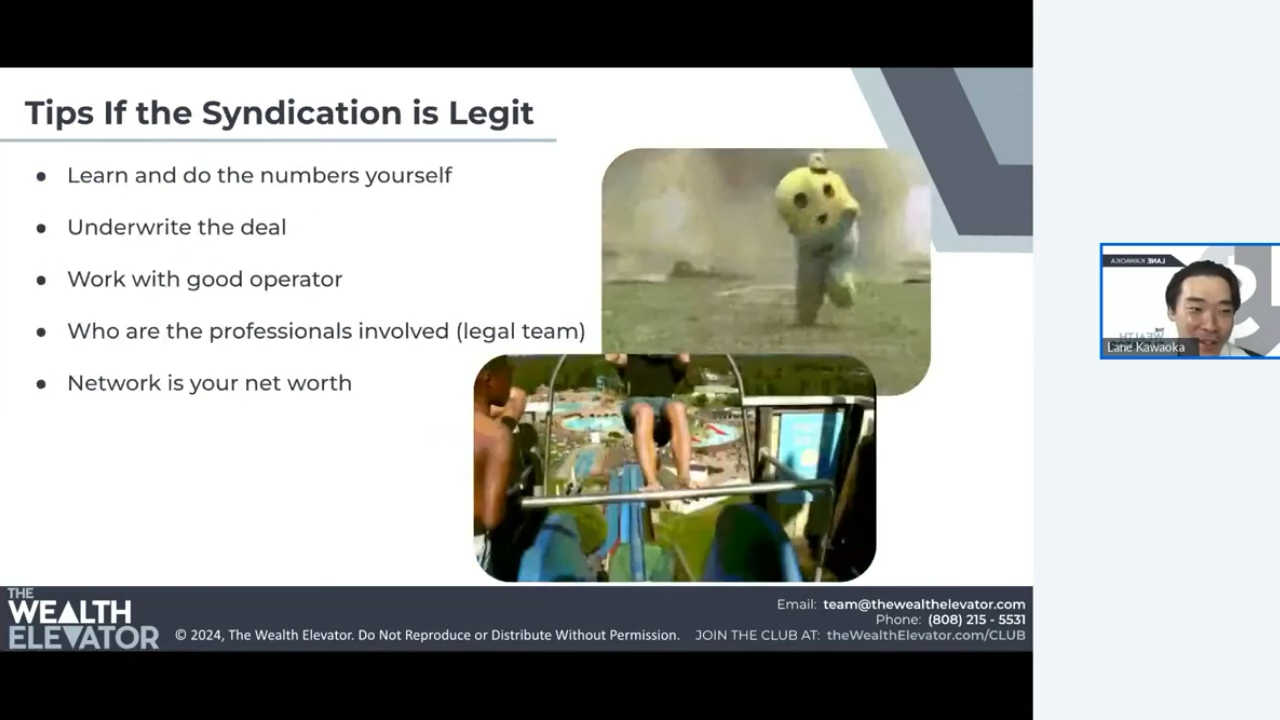 Tips If the Syndication is Legit
● Learn and do the numbers yourself
● Underwrite the deal
● Work with good operator
● Who are the professionals involved (legal team)
● Network is your net worth
LANE KAWAOKA
Lane Kawaoka
THE
WEALTH
ELEVATOR
© 2024, The Wealth Elevator. Do Not Reproduce or Distribute Without Permission.
Email: team@thewealthelevator.com
Phone: (808) 215 - 5531
JOIN THE CLUB AT: theWealthElevator.com/CLUB